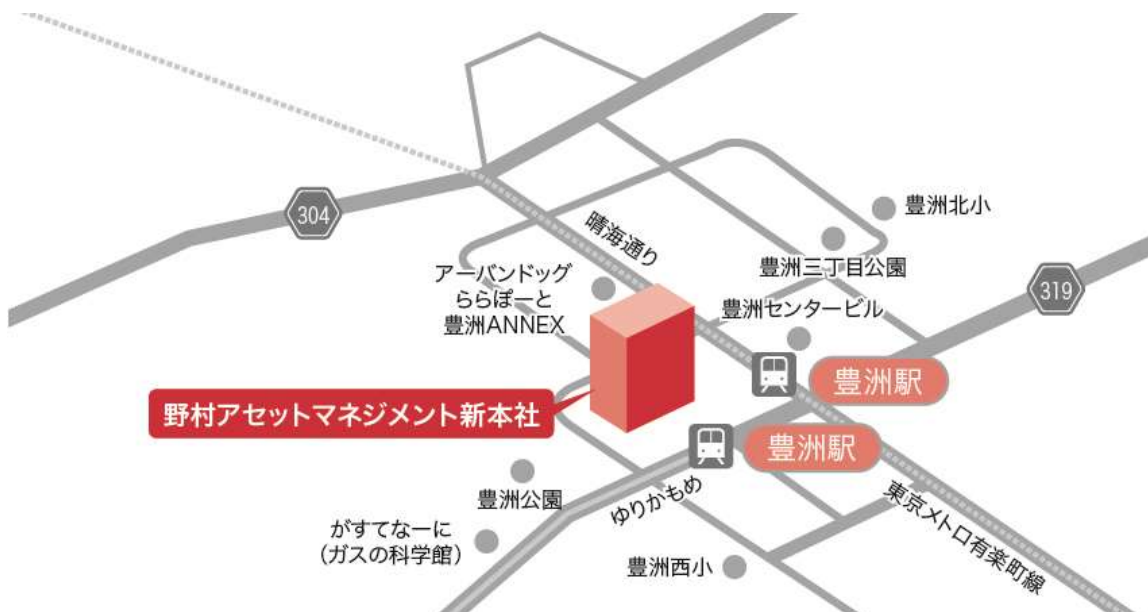 304
晴海通り
豊洲北小
豊洲三丁目公園
319
アーバンドッグ
ららぽーと
豊洲ANNEX
豊洲センタービル
豊洲駅
野村アセットマネジメント新本社
豊洲駅
豊洲公園
ゆりかもめ
東京メトロ有楽町線
がすてなーに
(ガスの科学館)
豊洲西小